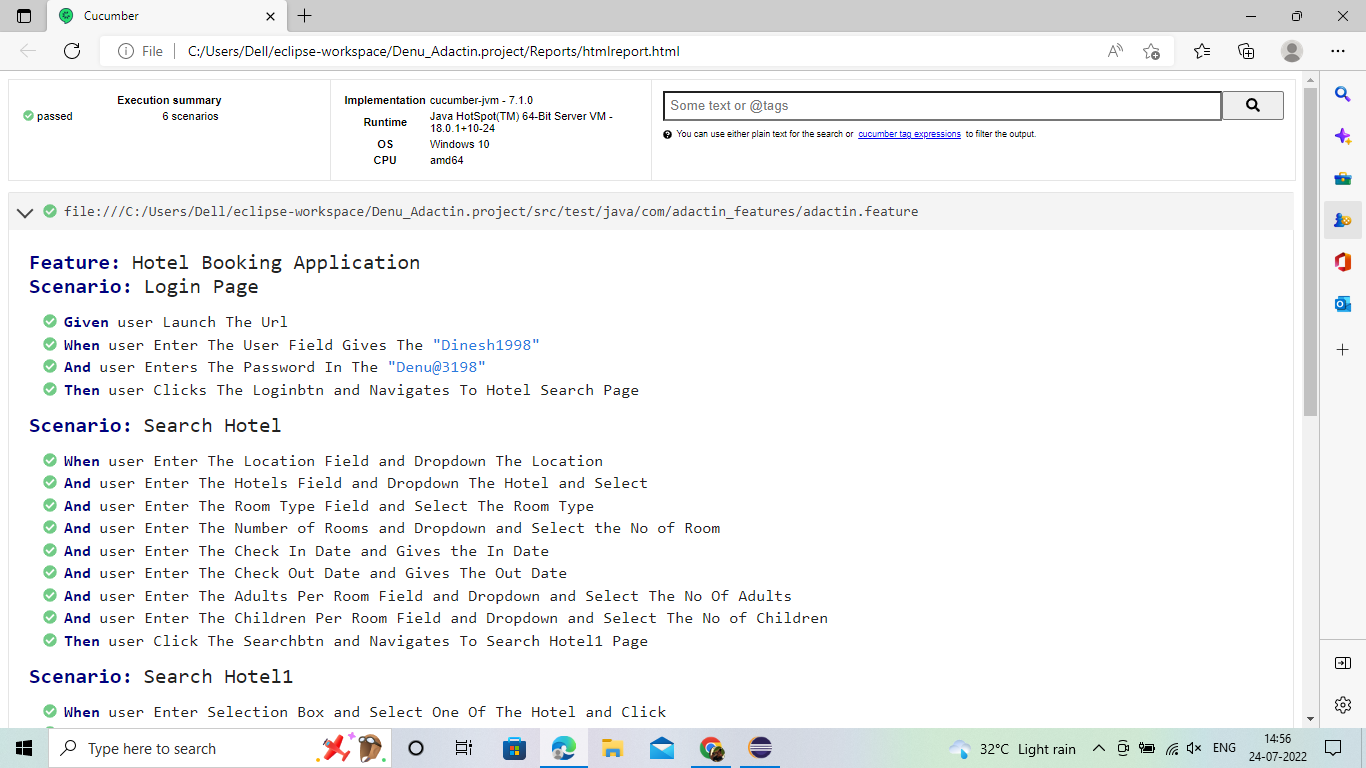 Cucumber
File
C:/Users/Dell/eclipse-workspace/Denu_Adactin.project/Reports/htmlreport.html
Execution summary
passed 6 scenarios
Implementation cucumber-jvm - 7.1.0
Runtime Java HotSpot(TM) 64-Bit Server VM -
18.0.1+10-24
OS Windows 10
CPU amd64
Some text or @tags
You can use either plain text for the search or cucumber tag expressions to filter the output.
file:///C:/Users/Dell/eclipse-workspace/Denu_Adactin.project/src/test/java/com/adactin_features/adactin.feature
Feature: Hotel Booking Application
Scenario: Login Page
Given user Launch The Url
When user Enter The User Field Gives The "Dinesh1998"
And user Enters The Password In The "Denu@3198"
Then user Clicks The Loginbtn and Navigates To Hotel Search Page
Scenario: Search Hotel
When user Enter The Location Field and Dropdown The Location
And user Enter The Hotels Field and Dropdown The Hotel and Select
And user Enter The Room Type Field and Select The Room Type
And user Enter The Number of Rooms and Dropdown and Select the No of Room
And user Enter The Check In Date and Gives the In Date
And user Enter The Check Out Date and Gives The Out Date
And user Enter The Adults Per Room Field and Dropdown and Select The No Of Adults
And user Enter The Children Per Room Field and Dropdown and Select The No of Children
Then user Click The Searchbtn and Navigates To Search Hotel1 Page
Scenario: Search Hotel1
When user Enter Selection Box and Select One Of The Hotel and Click
Type here to search
32°C Light rain
ENG
14:56
24-07-2022